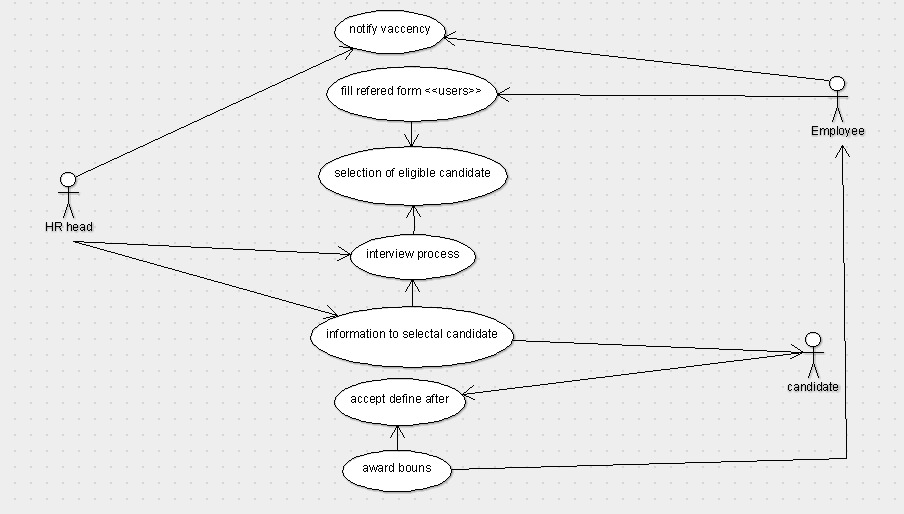 notify vaccency
fill refered form <<users>>
Employee
selection of eligible candidate
HR head
interview process
information to selectal candidate
candidate
accept define after
award bouns